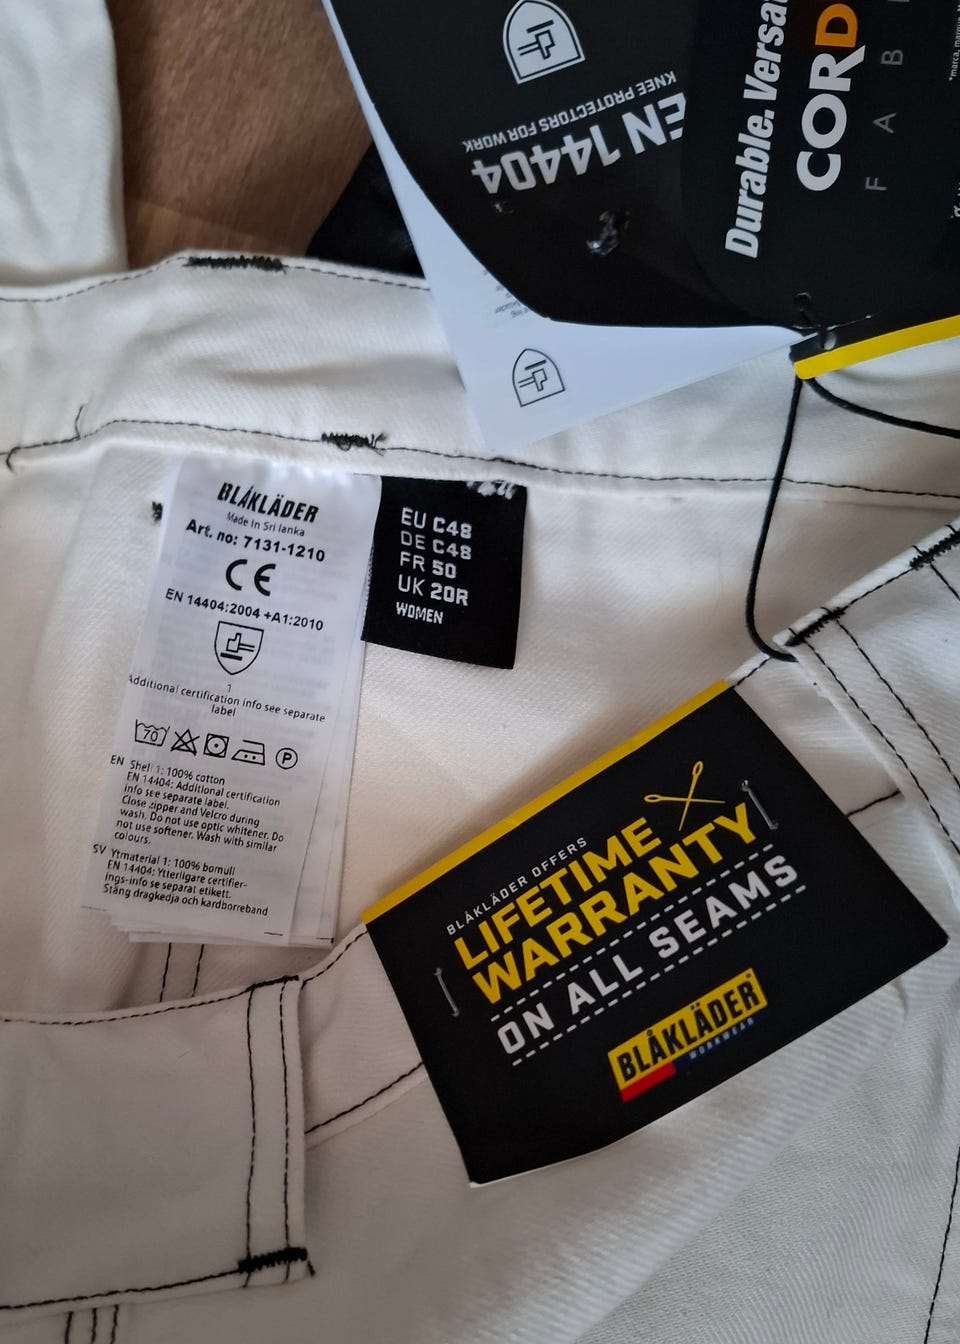 EN 14404
KNEE PROTECTORS FOR WORK
Durable. Versa
CORD
F A B
BLÅKLÄDER
Made in Sri lanka
Art. no: 7131-1210
CE
EN 14404:2004 +A1:2010
1
Additional certification info see separate
label
70
P
EN Shell 1: 100% cotton
EN 14404: Additional certification
info see separate label.
Close zipper and Velcro during
wash. Do not use optic whitener. Do
not use softener. Wash with similar
colours.
SV Ytmaterial 1: 100% bomull
EN 14404: Ytterligare certifier-
ings-info se separat etikett.
Stäng dragkedja och kardborreband
EU C48
DE C48
FR 50
UK 20R
WOMEN
BLÅKLÄDER OFFERS
LIFETIME
WARRANTY
ON ALL SEAMS
BLÅKLÄDER
WORKWEAR